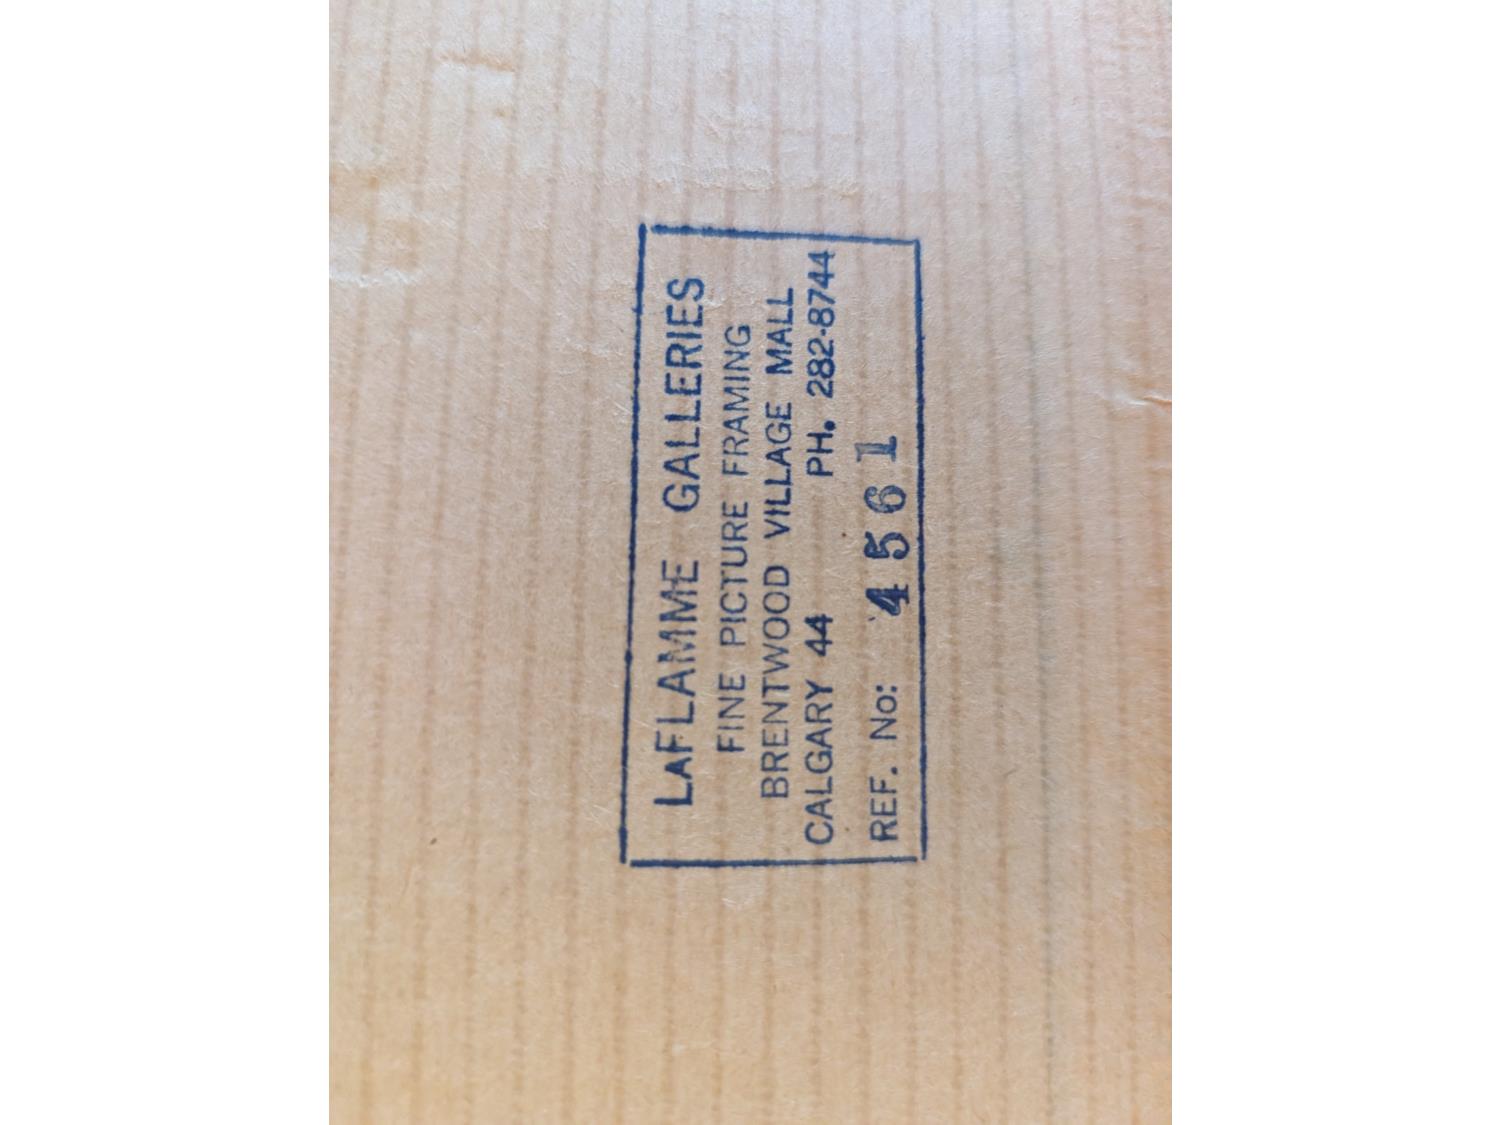 LAFLAMME GALLERIES
FINE PICTURE FRAMING
BRENTWOOD VILLAGE MALL
CALGARY 44 PH. 282-8744
REF. No: 4561